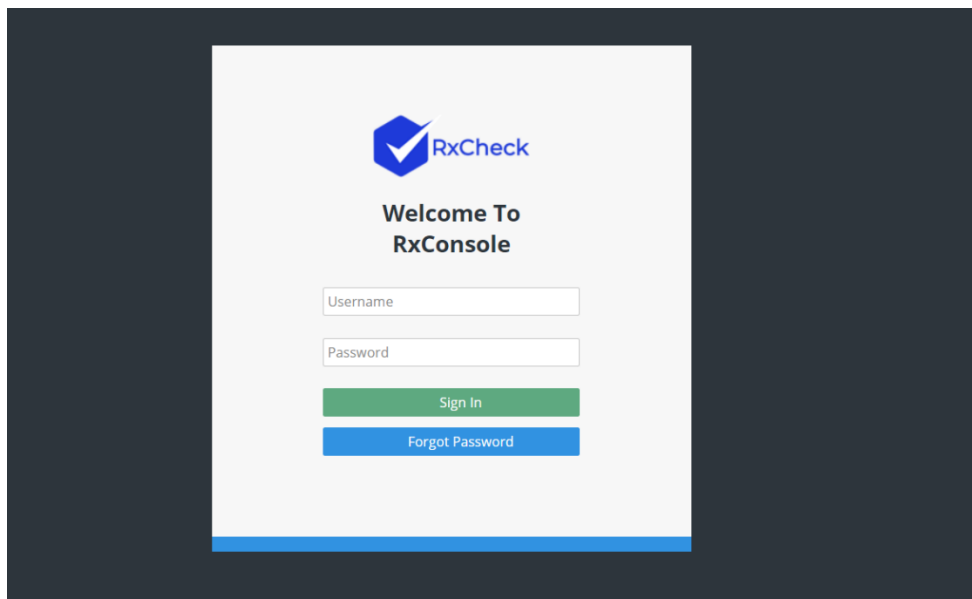 RxCheck
Welcome To
RxConsole
Username
Password
Sign In
Forgot Password